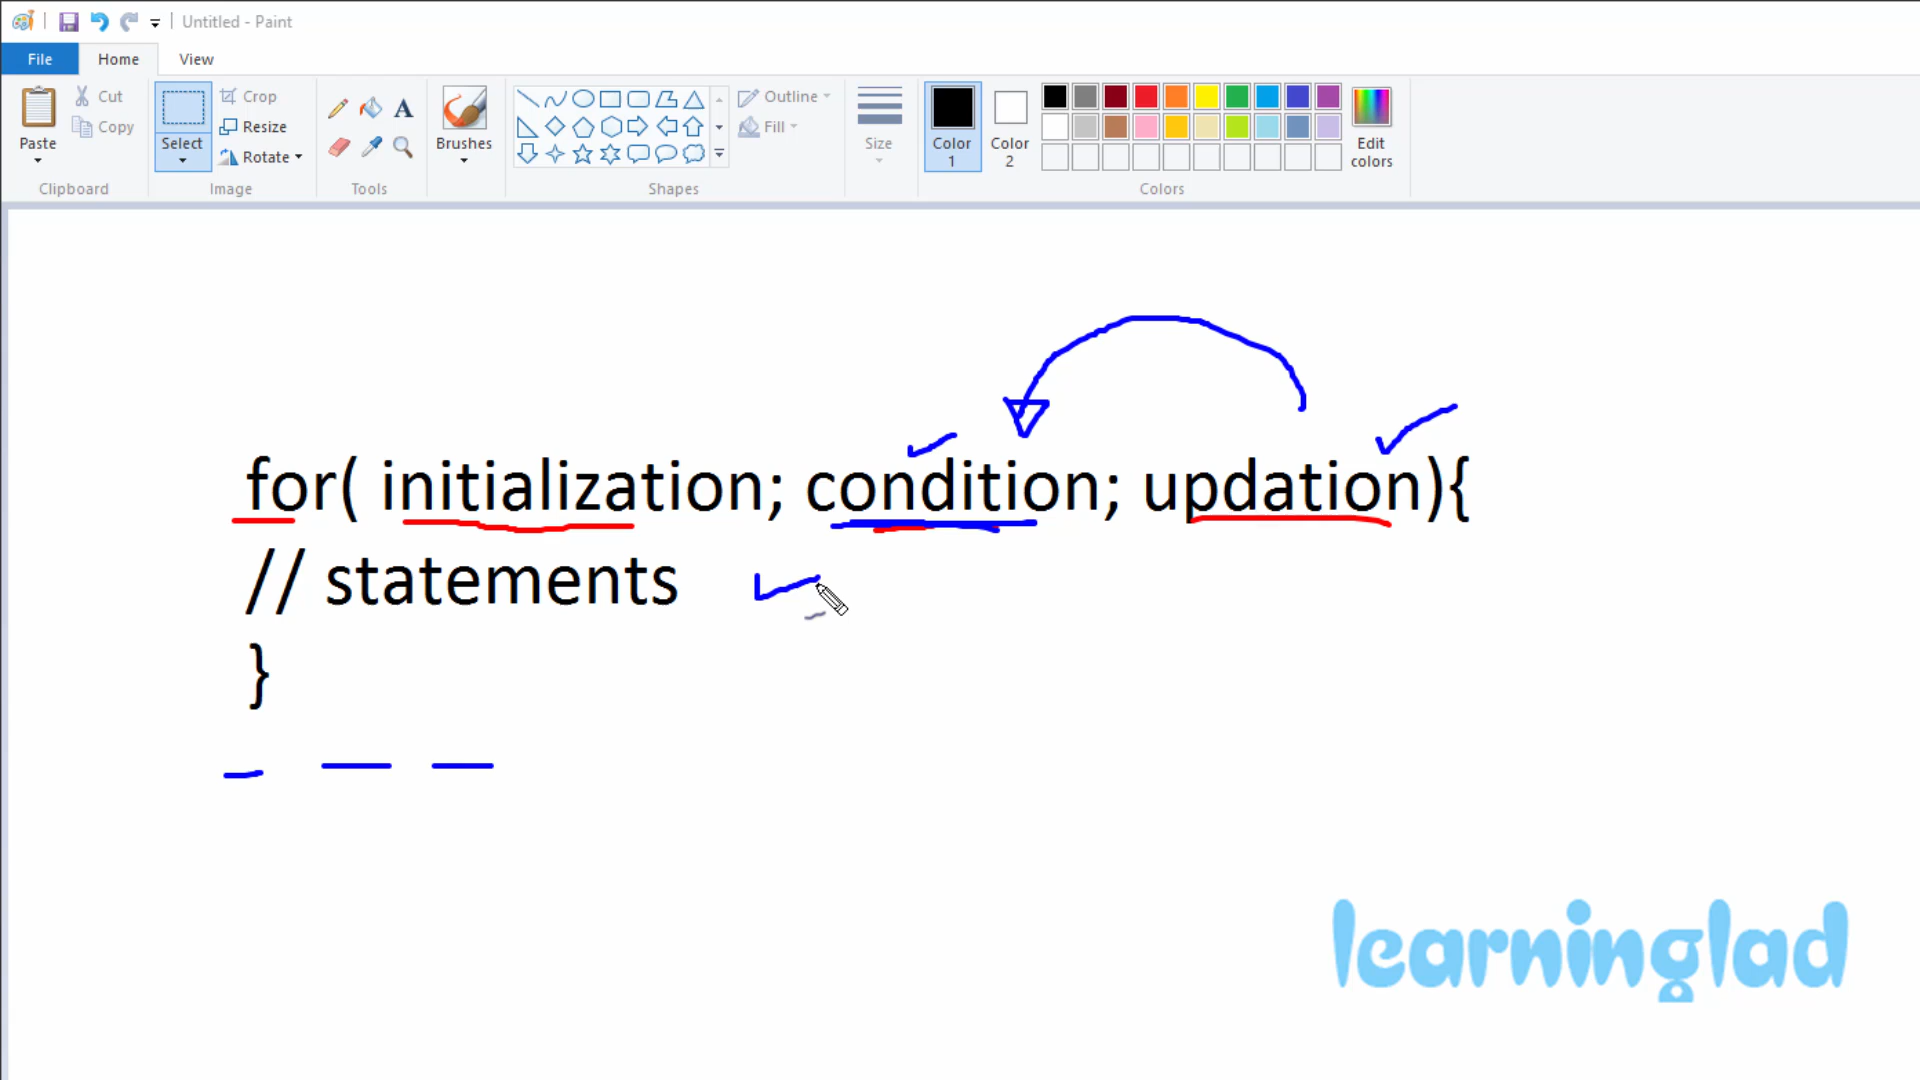 Untitled - Paint
File Home View
Paste
Cut
Copy
Clipboard
Select
Crop
Resize
Rotate
Image
Tools
Brushes
Shapes
Outline
Fill
Size
Color 1
Color 2
Edit colors
Colors
for( initialization; condition; updation){
// statements
}
learninglad